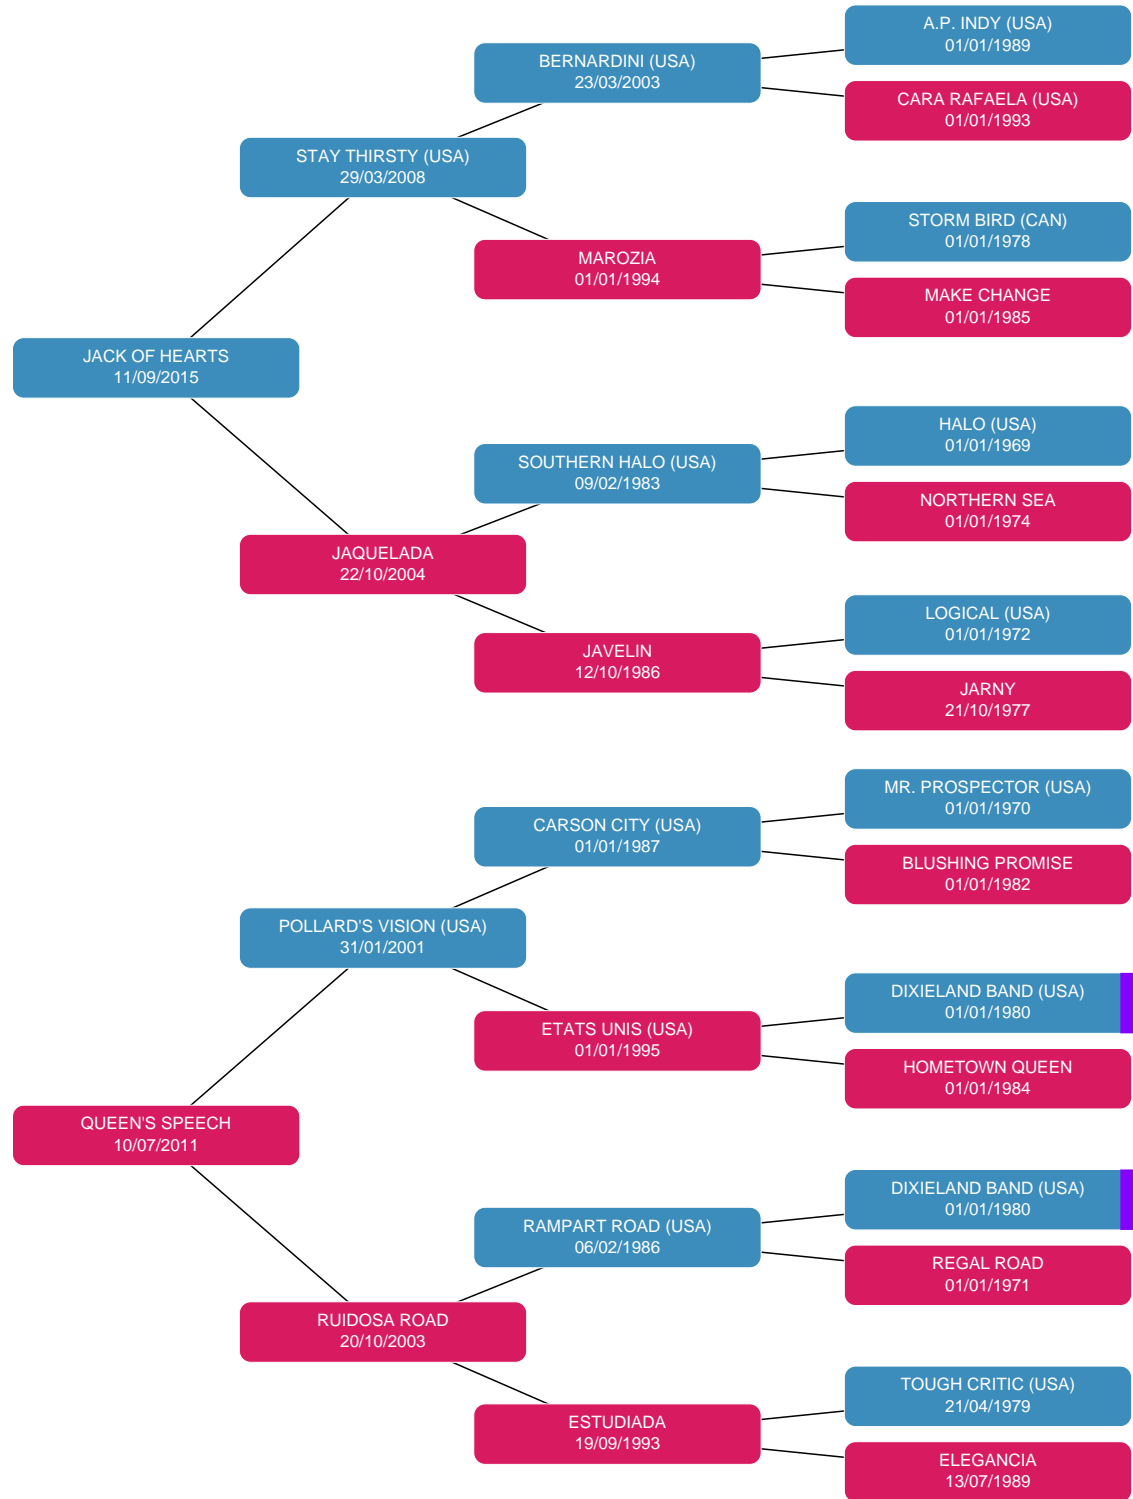 A.P. INDY (USA)
01/01/1989
BERNARDINI (USA)
23/03/2003
CARA RAFAELA (USA)
01/01/1993
STAY THIRSTY (USA)
29/03/2008
STORM BIRD (CAN)
01/01/1978
MAROZIA
01/01/1994
MAKE CHANGE
01/01/1985
JACK OF HEARTS
11/09/2015
HALO (USA)
01/01/1969
SOUTHERN HALO (USA)
09/02/1983
NORTHERN SEA
01/01/1974
JAQUELADA
22/10/2004
LOGICAL (USA)
01/01/1972
JAVELIN
12/10/1986
JARNY
21/10/1977
MR. PROSPECTOR (USA)
01/01/1970
CARSON CITY (USA)
01/01/1987
BLUSHING PROMISE
01/01/1982
POLLARD'S VISION (USA)
31/01/2001
DIXIELAND BAND (USA)
01/01/1980
ETATS UNIS (USA)
01/01/1995
HOMETOWN QUEEN
01/01/1984
QUEEN'S SPEECH
10/07/2011
DIXIELAND BAND (USA)
01/01/1980
RAMPART ROAD (USA)
06/02/1986
REGAL ROAD
01/01/1971
RUIDOSA ROAD
20/10/2003
TOUGH CRITIC (USA)
21/04/1979
ESTUDIADA
19/09/1993
ELEGANCIA
13/07/1989